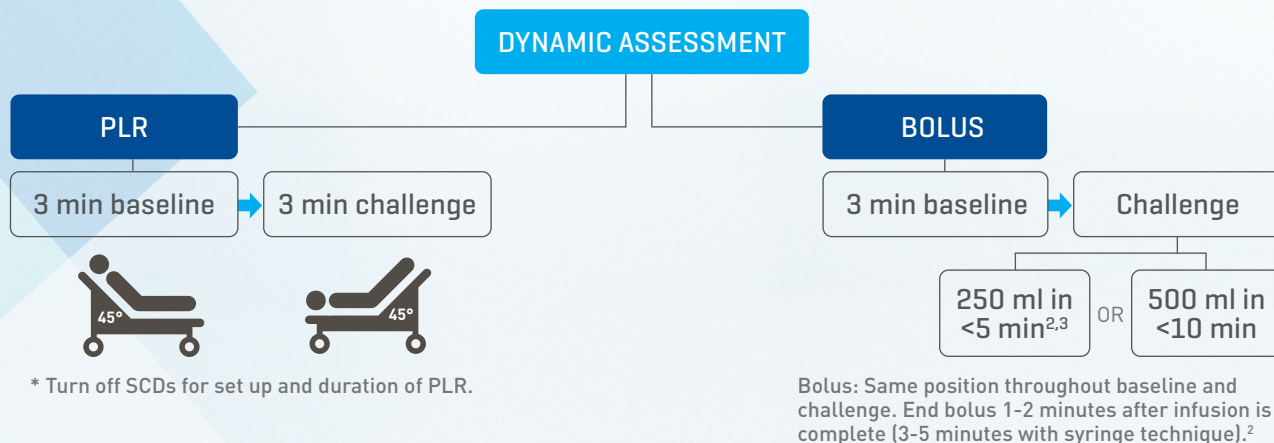 DYNAMIC ASSESSMENT
PLR
3 min baseline
3 min challenge
45°
45°
* Turn off SCDs for set up and duration of PLR.
BOLUS
3 min baseline
Challenge
250 ml in
<5 min²,³
OR
500 ml in
<10 min
Bolus: Same position throughout baseline and
challenge. End bolus 1-2 minutes after infusion is
complete (3-5 minutes with syringe technique).²